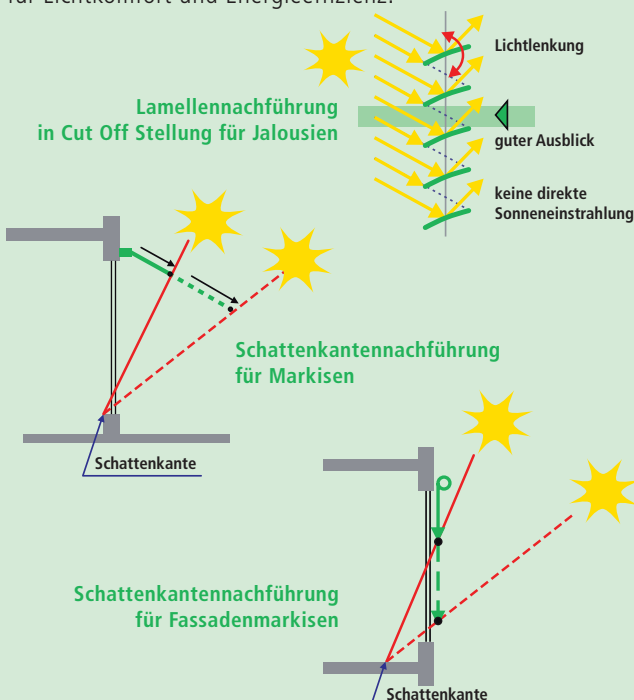 für Lichtkomfort und Energieeffizienz.
Lichtlenkung
Lamellennachführung
in Cut Off Stellung für Jalousien
guter Ausblick
keine direkte
Sonneneinstrahlung
Schattenkantennachführung
für Markisen
Schattenkante
Schattenkantennachführung
für Fassadenmarkisen
Schattenkante